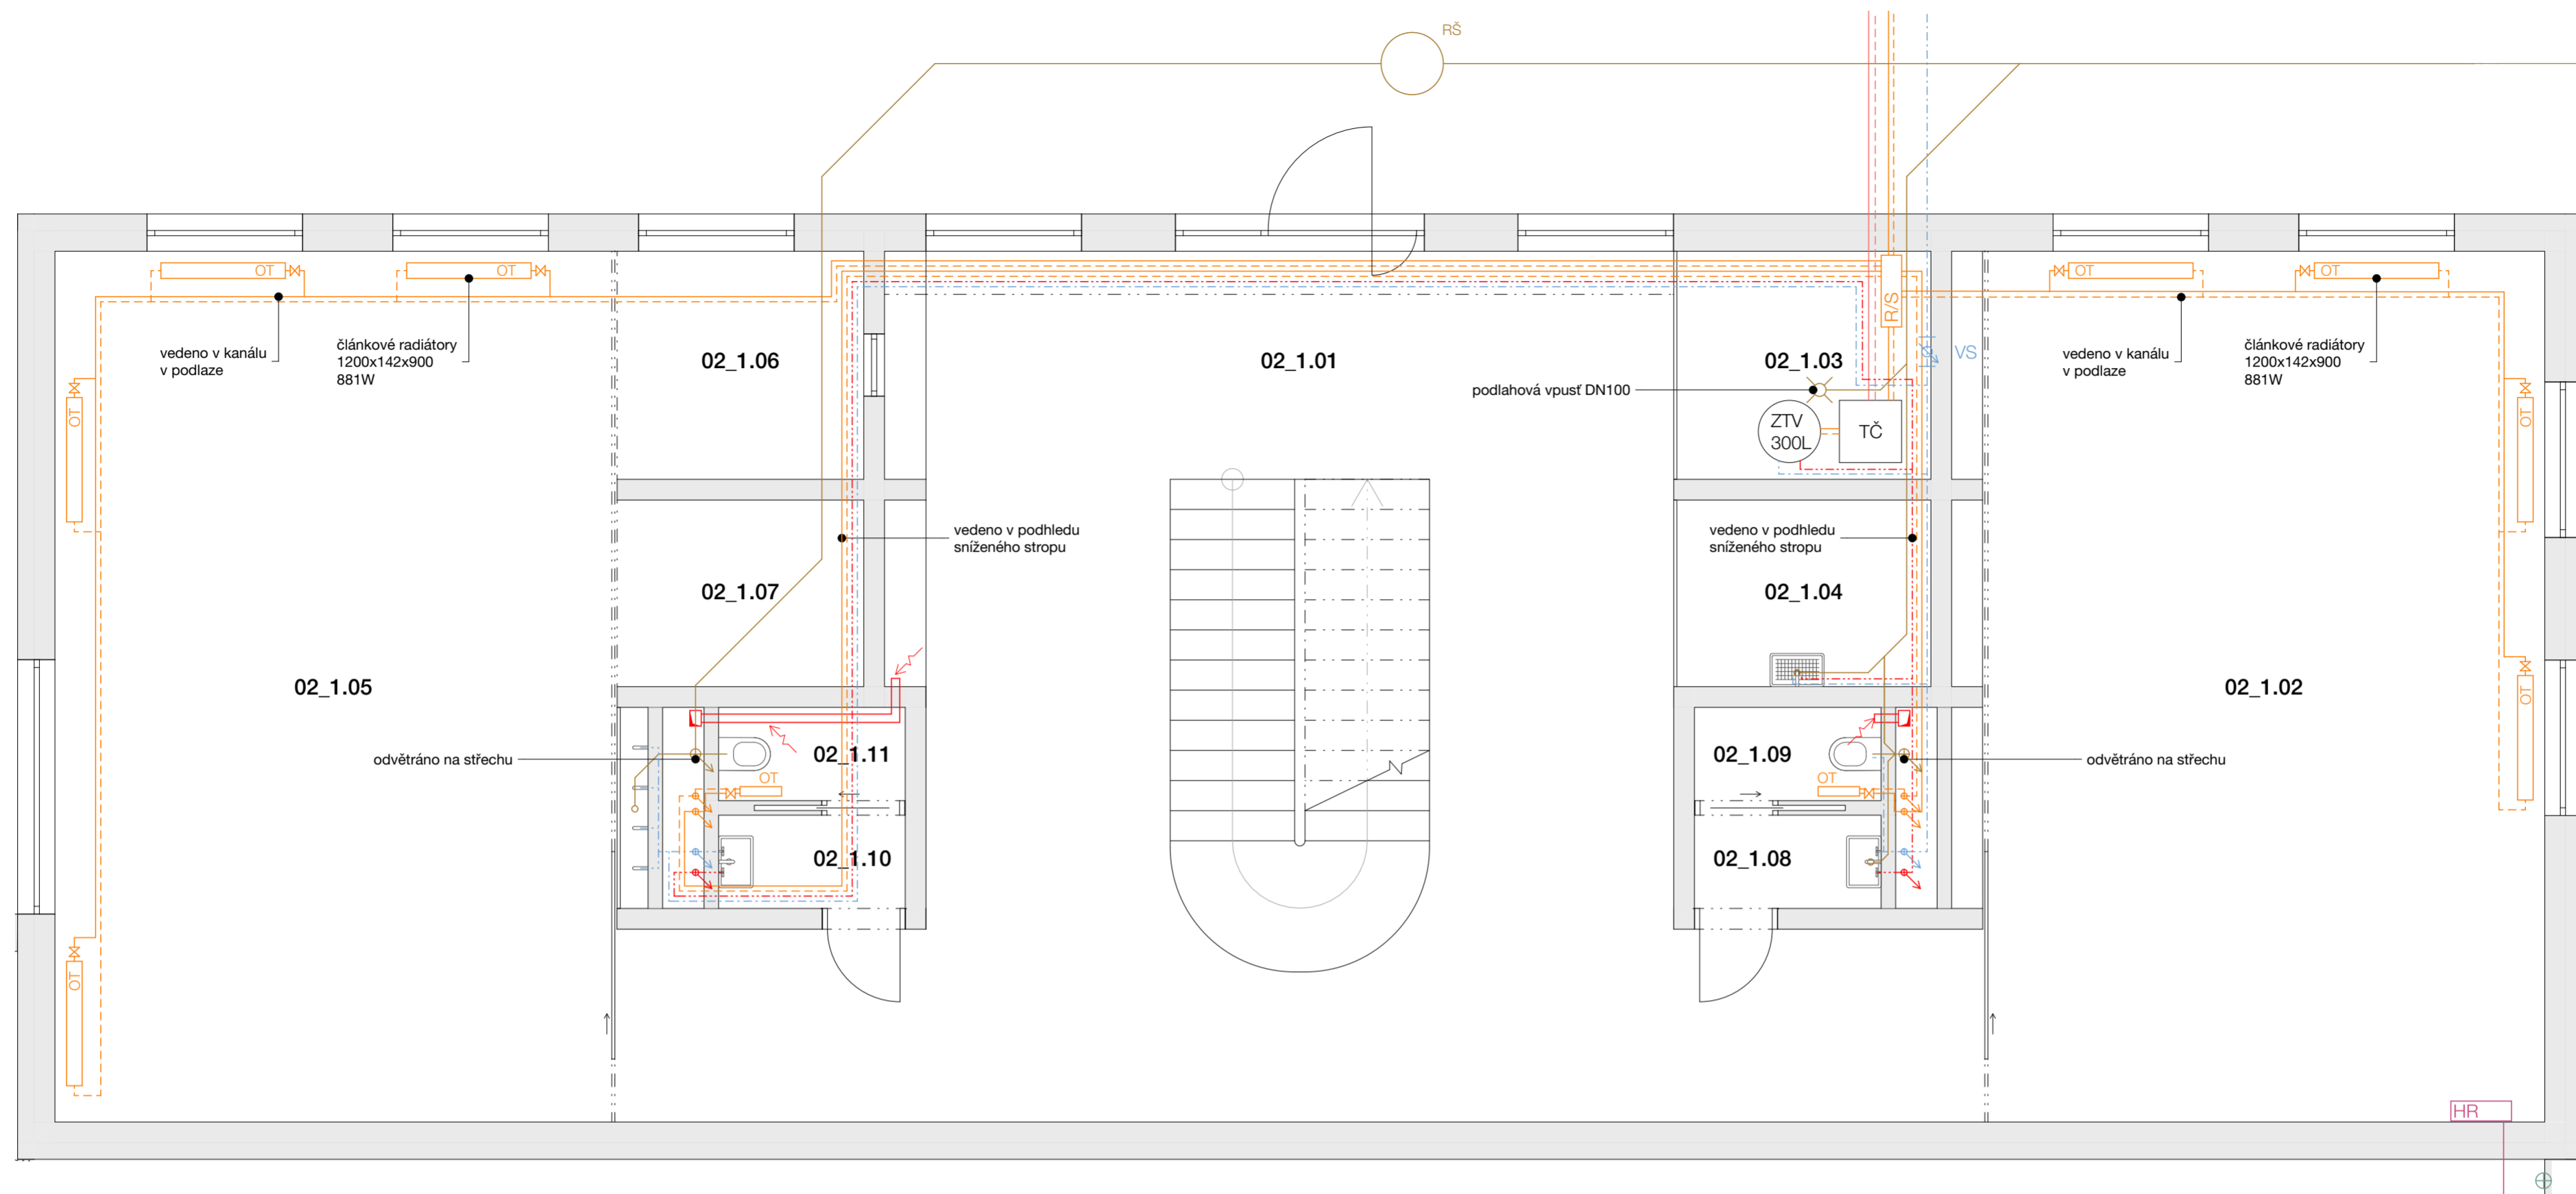 RŠ
OT
OT
OT
OT
R/S
vedeno v kanálu
v podlaze
článkové radiátory
1200x142x900
881W
02_1.06
02_1.01
02_1.03
VS
vedeno v kanálu
v podlaze
článkové radiátory
1200x142x900
881W
podlahová vpusť DN100
OT
OT
ZTV
300L
TČ
vedeno v podhledu
sníženého stropu
vedeno v podhledu
sníženého stropu
02_1.07
02_1.04
02_1.05
02_1.02
OT
odvětráno na střechu
02_1.11
02_1.09
odvětráno na střechu
OT
OT
02_1.10
02_1.08
OT
HR